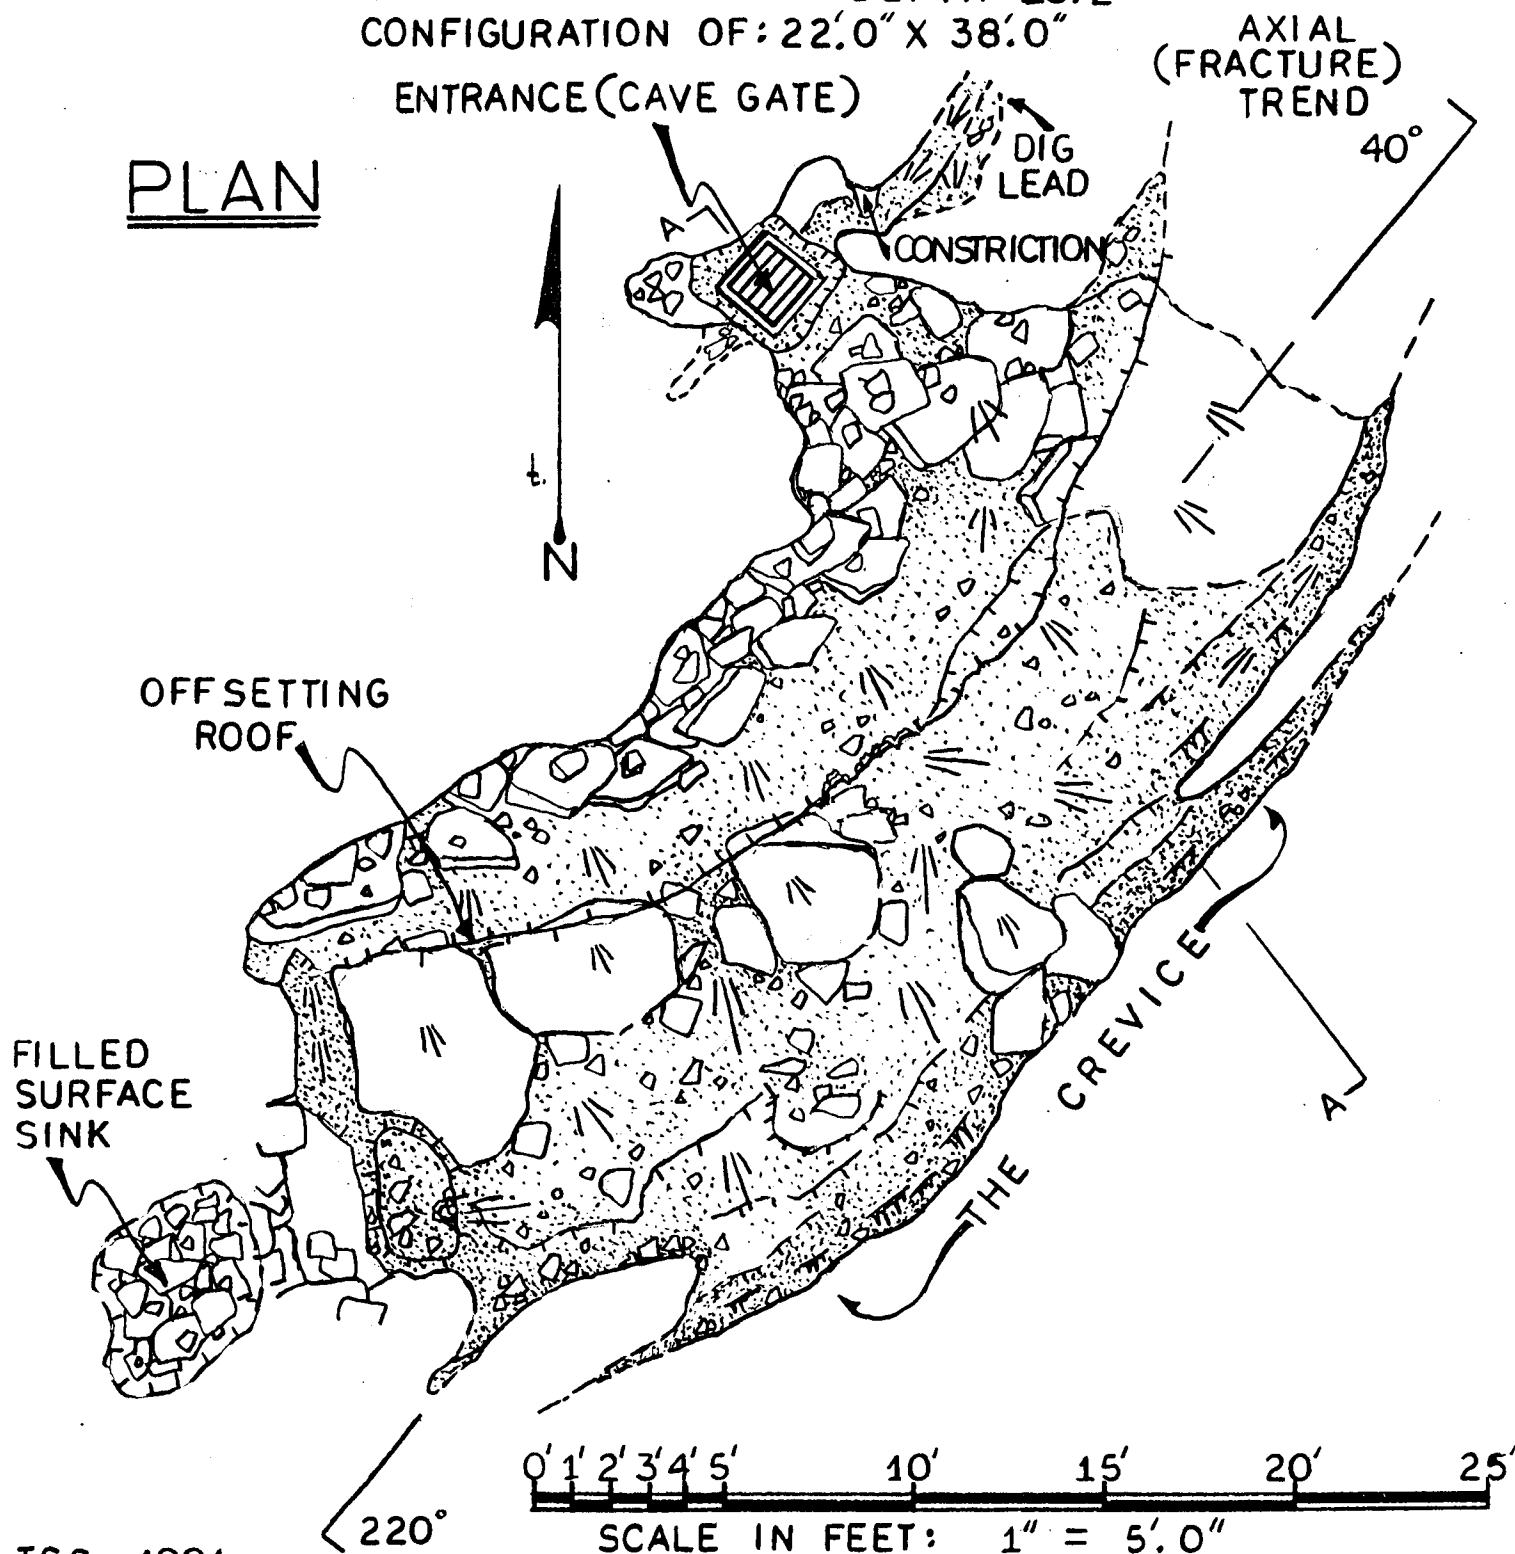 CONFIGURATION OF: 22'.0" X 38'.0"
ENTRANCE (CAVE GATE)
AXIAL
(FRACTURE)
TREND
40°
PLAN
DIG
LEAD
A
CONSTRICTION
t.
N
OFFSETTING
ROOF
FILLED
SURFACE
SINK
THE CREVICE
A
220°
0' 1' 2' 3' 4' 5' 10' 15' 20' 25'
SCALE IN FEET: 1" = 5'.0"